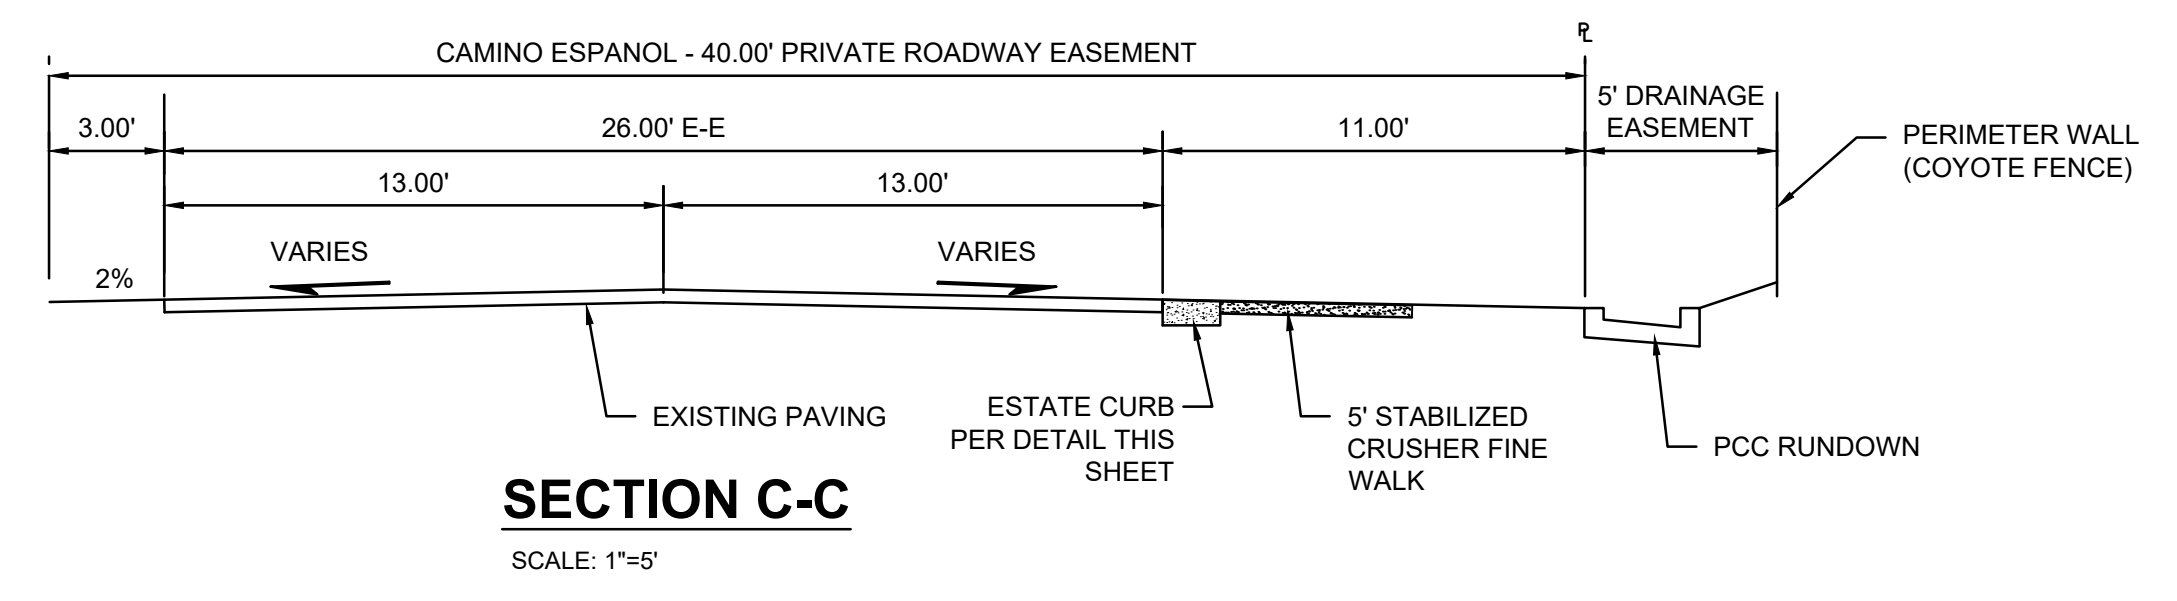 CAMINO ESPANOL - 40.00' PRIVATE ROADWAY EASEMENT
PL
3.00'
26.00' E-E
11.00'
5' DRAINAGE
EASEMENT
PERIMETER WALL
(COYOTE FENCE)
13.00'
13.00'
VARIES
VARIES
2%
EXISTING PAVING
ESTATE CURB
PER DETAIL THIS
SHEET
5' STABILIZED
CRUSHER FINE
WALK
PCC RUNDOWN
SECTION C-C
SCALE: 1"=5'